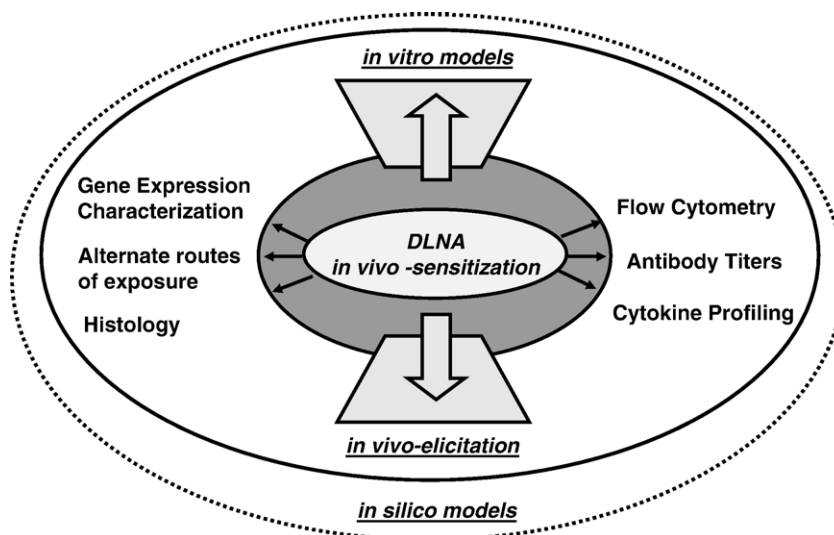 in vitro models
Gene Expression
Characterization
Alternate routes
of exposure
Histology
DLNA
in vivo -sensitization
Flow Cytometry
Antibody Titers
Cytokine Profiling
in vivo-elicitation
in silico models